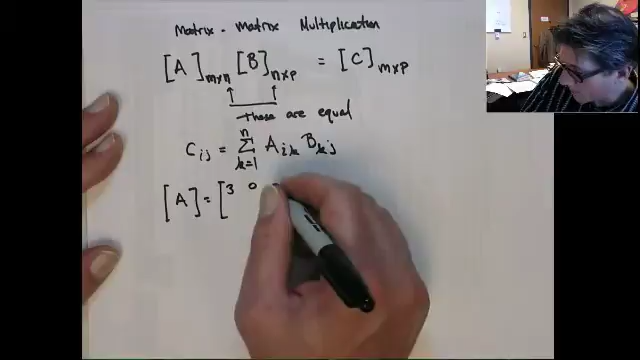 Matrix - Matrix Multiplication
[A]m×n [B]n×p = [C]m×p
These are equal
Cij = n Σ k=1 Aik Bkj
[A] = [3 0